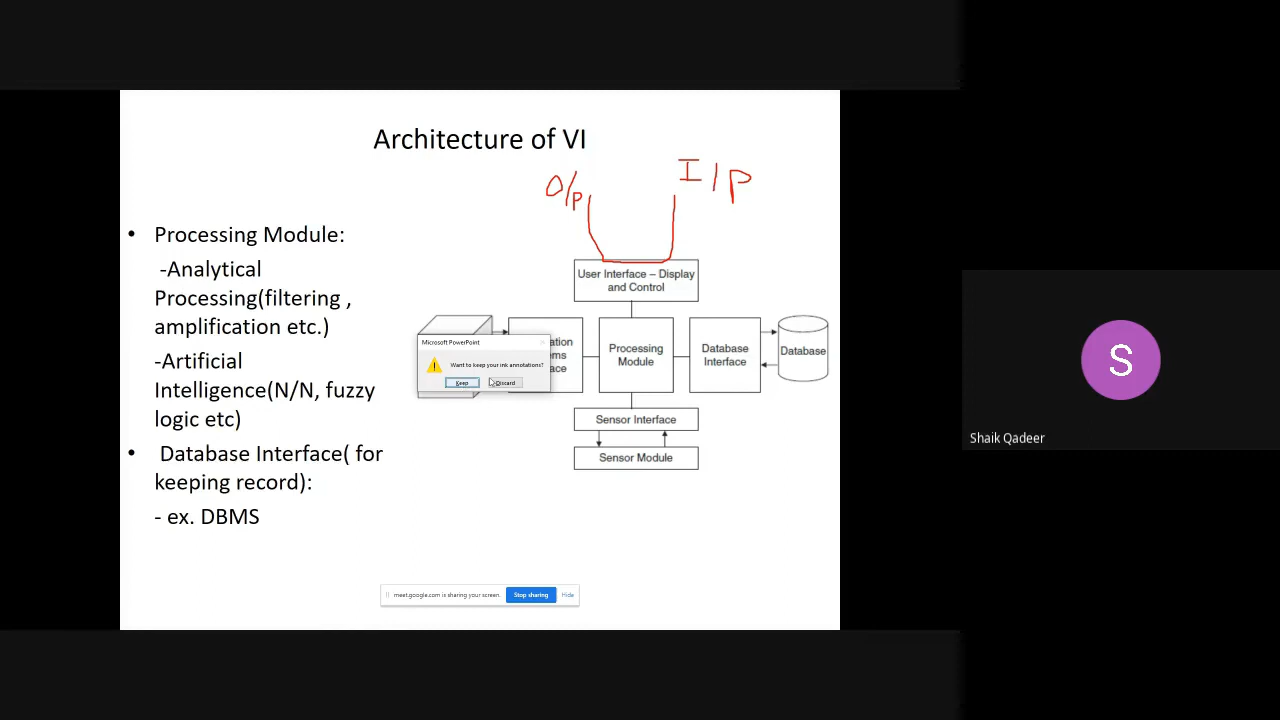 Architecture of VI
O/P
I/P
• Processing Module:
-Analytical
Processing(filtering ,
amplification etc.)
-Artificial
Intelligence(N/N, fuzzy
logic etc)
• Database Interface( for
keeping record):
- ex. DBMS
User Interface – Display
and Control
Processing
Module
Database
Interface
Database
Sensor Interface
Sensor Module
Microsoft PowerPoint
Want to keep your ink annotations?
Keep
Discard
meet.google.com is sharing your screen.
Stop sharing
Hide
S
Shaik Qadeer